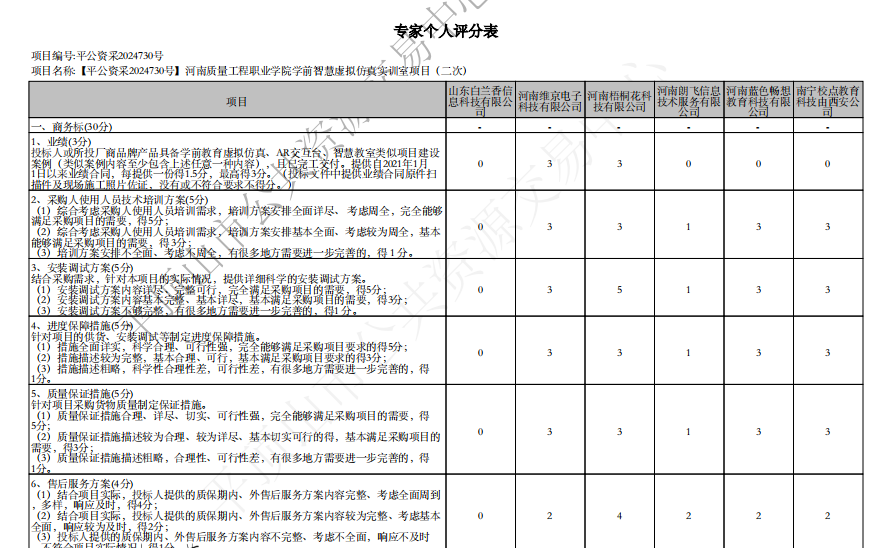 专家个人评分表
项目编号:平公资采2024730号
项目名称:【平公资采2024730号】河南质量工程职业学院学前智慧虚拟仿真实训室项目（二次）
项目
山东白兰香信息科技有限公司
河南维京电子科技有限公司
河南梧桐花科技有限公司
河南朗飞信息技术服务有限公司
河南蓝色畅想教育科技有限公司
南宁校点教育科技由西安公司
一、商务标(30分) - - - - - -
1、业绩(3分)
投标人或所投厂商品牌产品具备学前教育虚拟仿真、AR交互台、智慧教室类似项目建设
案例（类似案例内容至少包含上述任意一种内容），且已完工交付。提供自2021年1月
1日以来业绩合同，每提供一份得1.5分，最高得3分。（投标文件中提供业绩合同原件扫
描件及现场施工照片佐证，没有或不符合要求不得分。）
0 3 3 0 0 0
2、采购人使用人员技术培训方案(5分)
（1）综合考虑采购人使用人员培训需求，培训方案安排全面详尽、考虑周全，完全能够
满足采购项目的需要，得5分；
（2）综合考虑采购人使用人员培训需求，培训方案安排基本全面、考虑较为周全，基本
能够满足采购项目的需要，得3分；
（3）培训方案安排不全面、考虑不周全，有很多地方需要进一步完善的，得1分。
0 3 3 1 3 3
3、安装调试方案(5分)
结合采购需求，针对本项目的实际情况，提供详细科学的安装调试方案。
（1）安装调试方案内容详尽、完整可行，完全满足采购项目的需要，得5分；
（2）安装调试方案内容基本完整、基本详尽，基本满足采购项目的需要，得3分；
（3）安装调试方案不够完整，有很多地方需要进一步完善的，得1分。
0 3 5 1 3 3
4、进度保障措施(5分)
针对项目的供货、安装调试等制定进度保障措施。
（1）措施全面详实，科学合理、可行性强，完全能够满足采购项目要求的得5分；
（2）措施描述较为完整，基本合理、可行，基本满足采购项目要求的得3分；
（3）措施描述粗略，科学性合理性差，可行性差，有很多地方需要进一步完善的，得
1分。
0 3 3 1 3 3
5、质量保证措施(5分)
针对项目采购货物质量制定保证措施。
（1）质量保证措施合理、详尽、切实、可行性强，完全能够满足采购项目的需要，得
5分；
（2）质量保证措施描述较为合理、较为详尽、基本切实可行的得，基本满足采购项目的
需要，得3分；
（3）质量保证措施描述粗略，合理性、可行性差，有很多地方需要进一步完善的，得
1分。
0 3 3 1 3 3
6、售后服务方案(4分)
（1）结合项目实际，投标人提供的质保期内、外售后服务方案内容完整、考虑全面周到
，多样，响应及时，得4分；
（2）结合项目实际，投标人提供的质保期内、外售后服务方案内容较为完整、考虑基本
全面，响应较为及时，得2分；
（3）投标人提供的质保期内、外售后服务方案内容不完整、考虑不全面，响应不及时
0 2 4 2 2 2
平顶山市公共资源交易中心
平顶山市公共资源交易中心